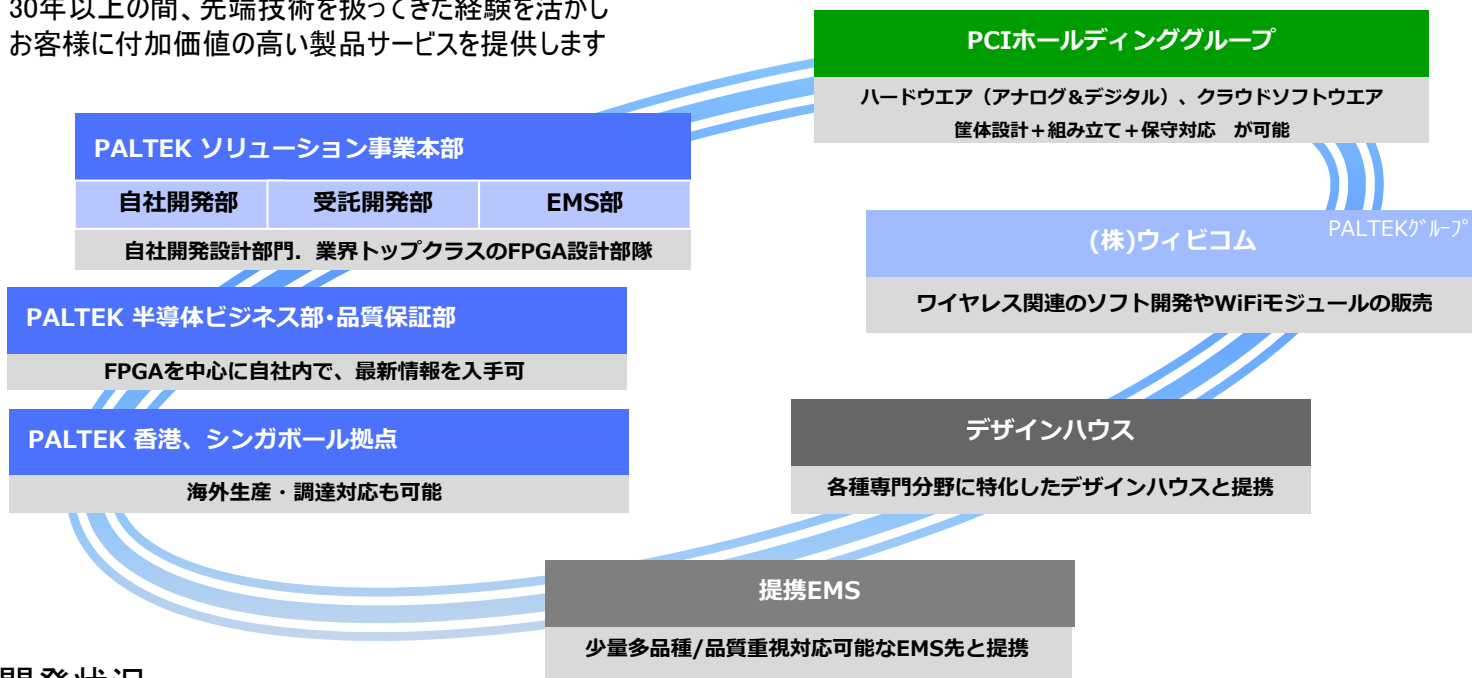 30年以上の間、先端技術を扱ってきた経験を活かし
お客様に付加価値の高い製品サービスを提供します
PCIホールディンググループ
ハードウエア（アナログ&デジタル）、クラウドソフトウエア
筐体設計＋組み立て＋保守対応　が可能
PALTEK ソリューション事業本部
自社開発部 受託開発部 EMS部
自社開発設計部門．業界トップクラスのFPGA設計部隊
(株)ウィビコム PALTEKｸﾞﾙｰﾌﾟ
ワイヤレス関連のソフト開発やWiFiモジュールの販売
PALTEK 半導体ビジネス部・品質保証部
FPGAを中心に自社内で、最新情報を入手可
PALTEK 香港、シンガポール拠点
海外生産・調達対応も可能
デザインハウス
各種専門分野に特化したデザインハウスと提携
提携EMS
少量多品種/品質重視対応可能なEMS先と提携
開発状況